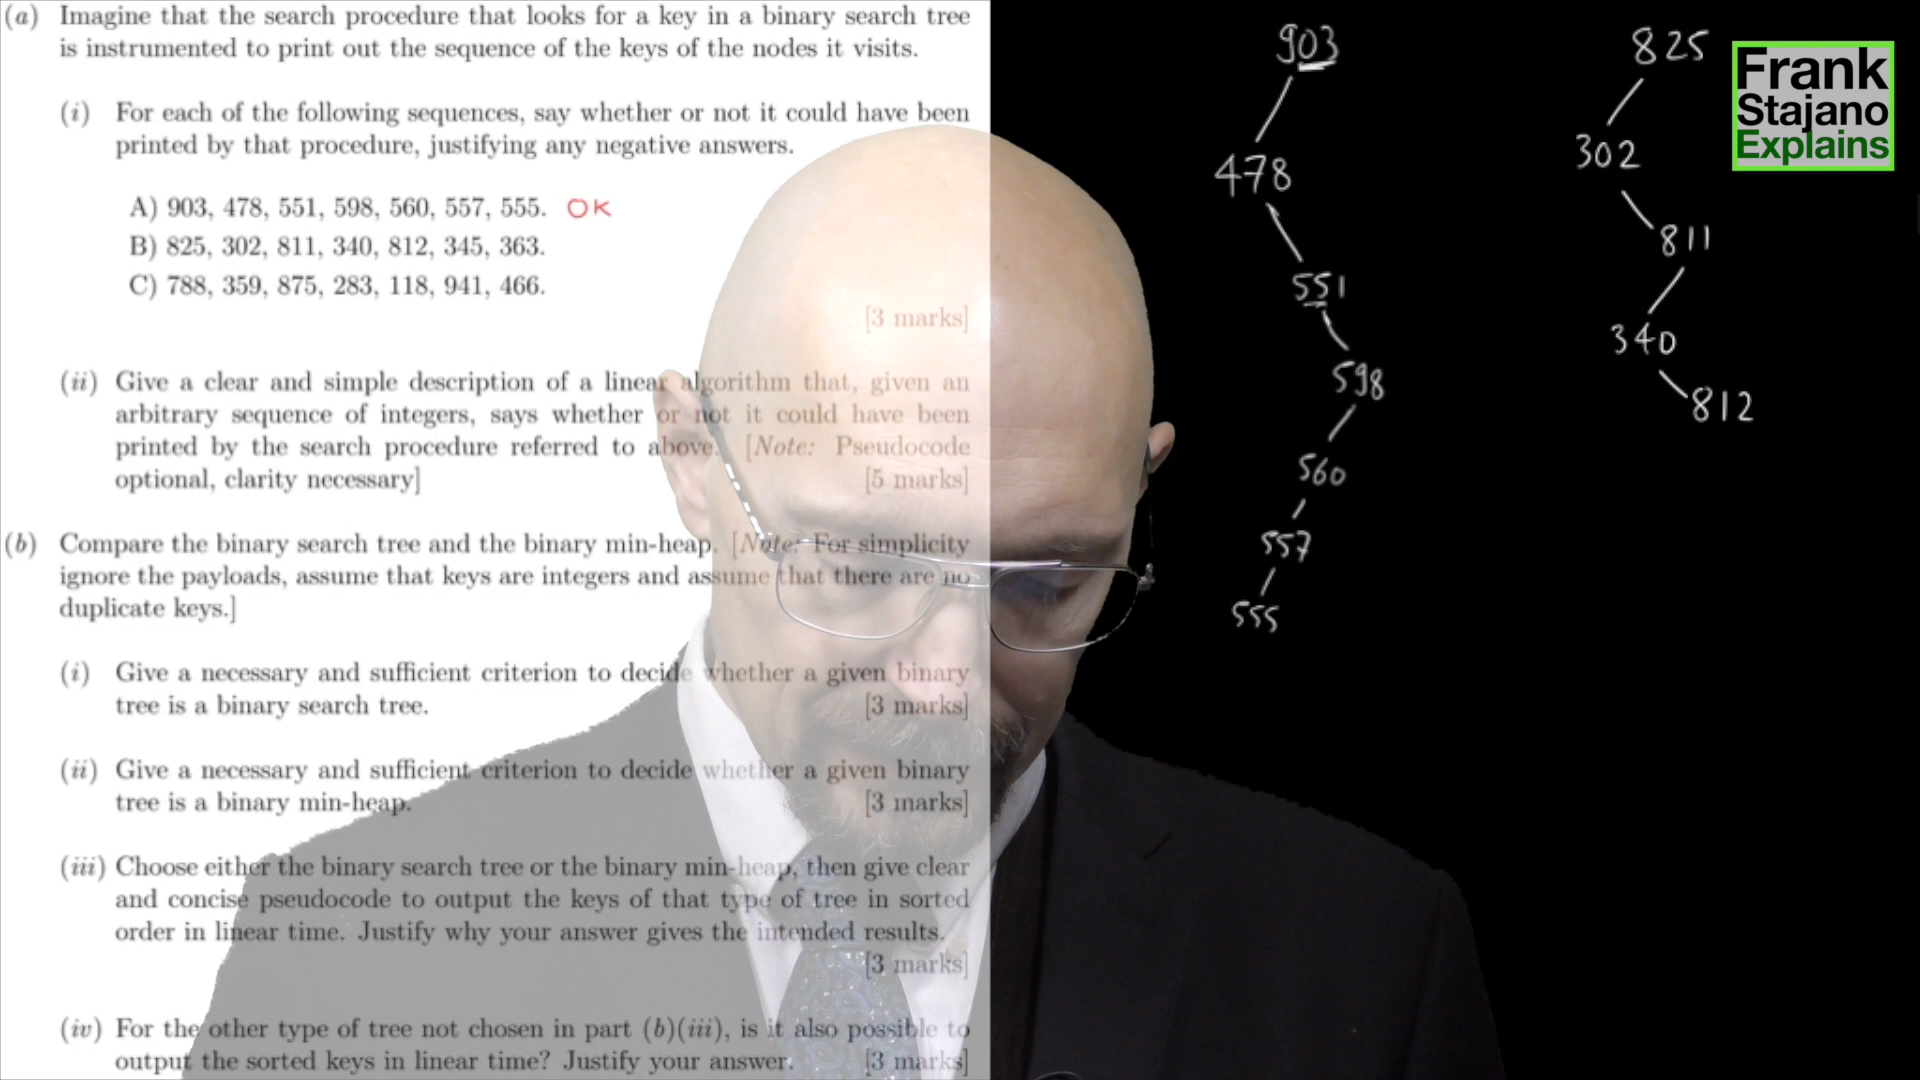 (a) Imagine that the search procedure that looks for a key in a binary search tree
is instrumented to print out the sequence of the keys of the nodes it visits.
(i) For each of the following sequences, say whether or not it could have been
printed by that procedure, justifying any negative answers.
A) 903, 478, 551, 598, 560, 557, 555. OK
B) 825, 302, 811, 340, 812, 345, 363.
C) 788, 359, 875, 283, 118, 941, 466.
[3 marks]
(ii) Give a clear and simple description of a linear algorithm that, given an
arbitrary sequence of integers, says whether or not it could have been
printed by the search procedure referred to above. [Note: Pseudocode
optional, clarity necessary] [5 marks]
(b) Compare the binary search tree and the binary min-heap. [Note: For simplicity
ignore the payloads, assume that keys are integers and assume that there are no
duplicate keys.]
(i) Give a necessary and sufficient criterion to decide whether a given binary
tree is a binary search tree. [3 marks]
(ii) Give a necessary and sufficient criterion to decide whether a given binary
tree is a binary min-heap. [3 marks]
(iii) Choose either the binary search tree or the binary min-heap, then give clear
and concise pseudocode to output the keys of that type of tree in sorted
order in linear time. Justify why your answer gives the intended results.
[3 marks]
(iv) For the other type of tree not chosen in part (b)(iii), is it also possible to
output the sorted keys in linear time? Justify your answer. [3 marks]
903
478
551
598
560
557
555
825
302
811
340
812
Frank
Stajano
Explains